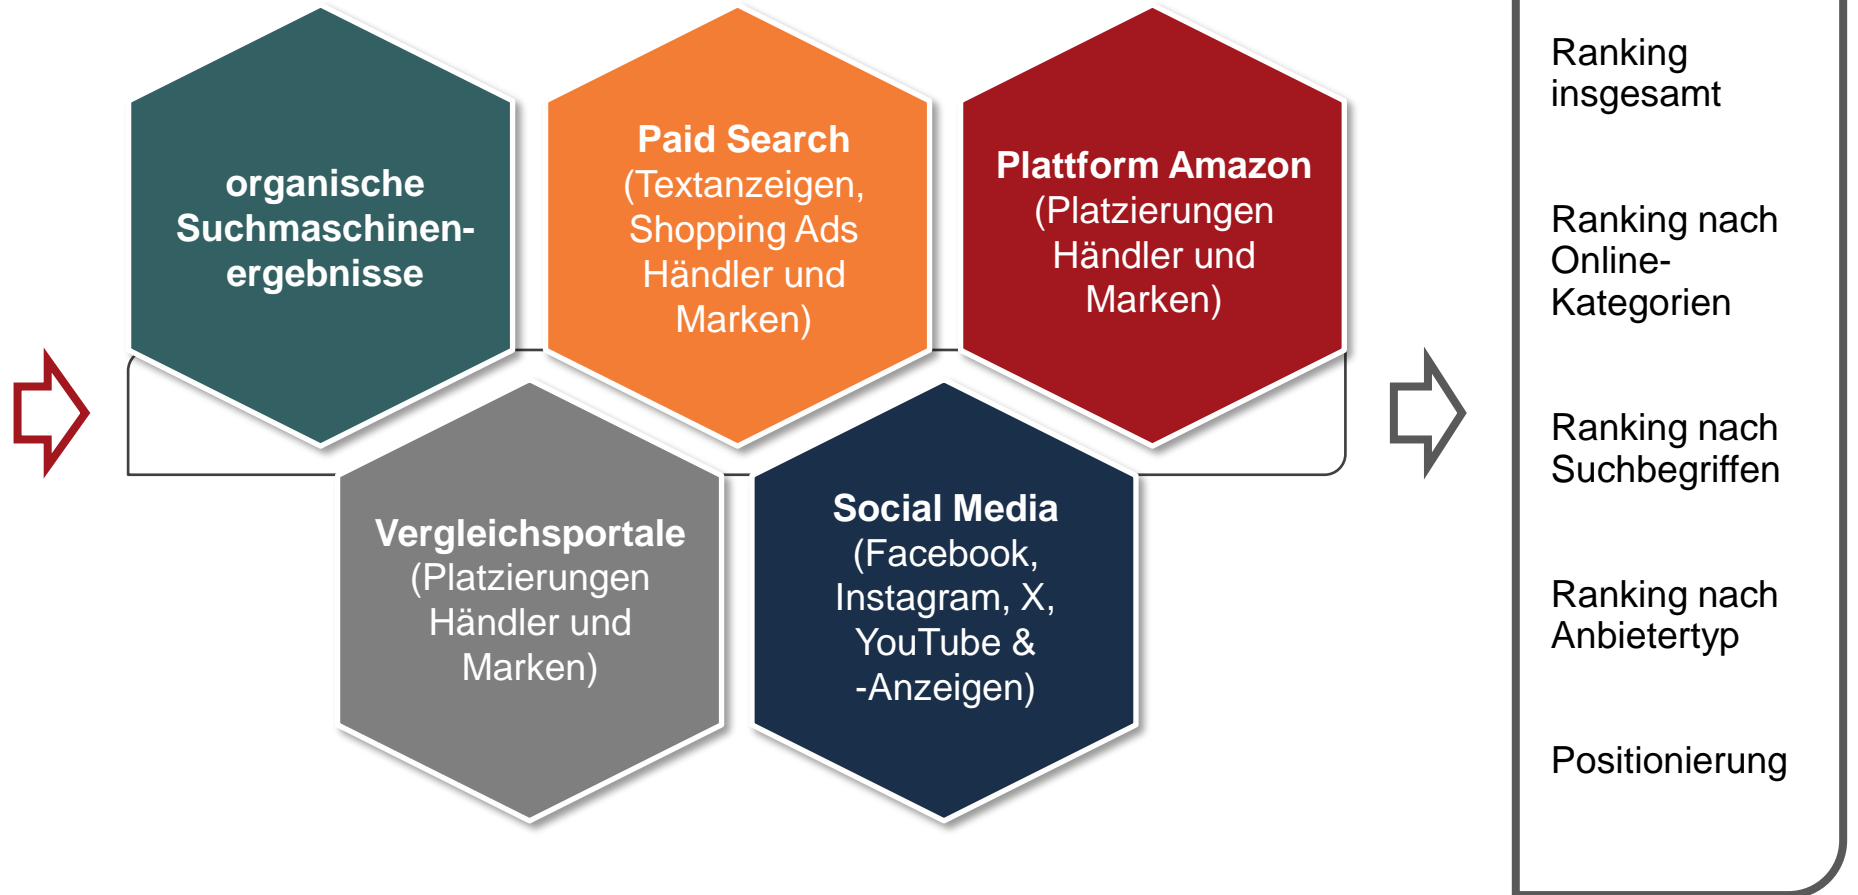 organische
Suchmaschinen-
ergebnisse
Paid Search
(Textanzeigen,
Shopping Ads
Händler und
Marken)
Plattform Amazon
(Platzierungen
Händler und
Marken)
Vergleichsportale
(Platzierungen
Händler und
Marken)
Social Media
(Facebook,
Instagram, X,
YouTube &
-Anzeigen)
Ranking
insgesamt
Ranking nach
Online-
Kategorien
Ranking nach
Suchbegriffen
Ranking nach
Anbietertyp
Positionierung